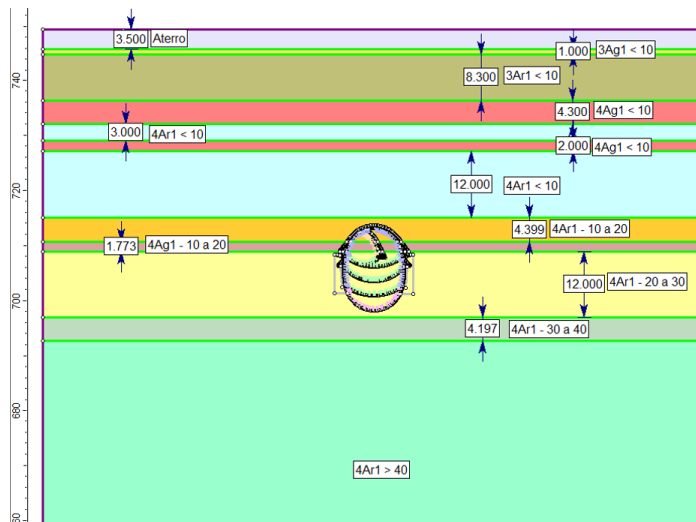 3.500 Aterro
1.000 3Ag1 < 10
740
8.300 3Ar1 < 10
4.300 4Ag1 < 10
3.000 4Ar1 < 10
2.000 4Ag1 < 10
720
12.000 4Ar1 < 10
4.399 4Ar1 - 10 a 20
1.773 4Ag1 - 10 a 20
12.000 4Ar1 - 20 a 30
700
4.197 4Ar1 - 30 a 40
680
4Ar1 > 40